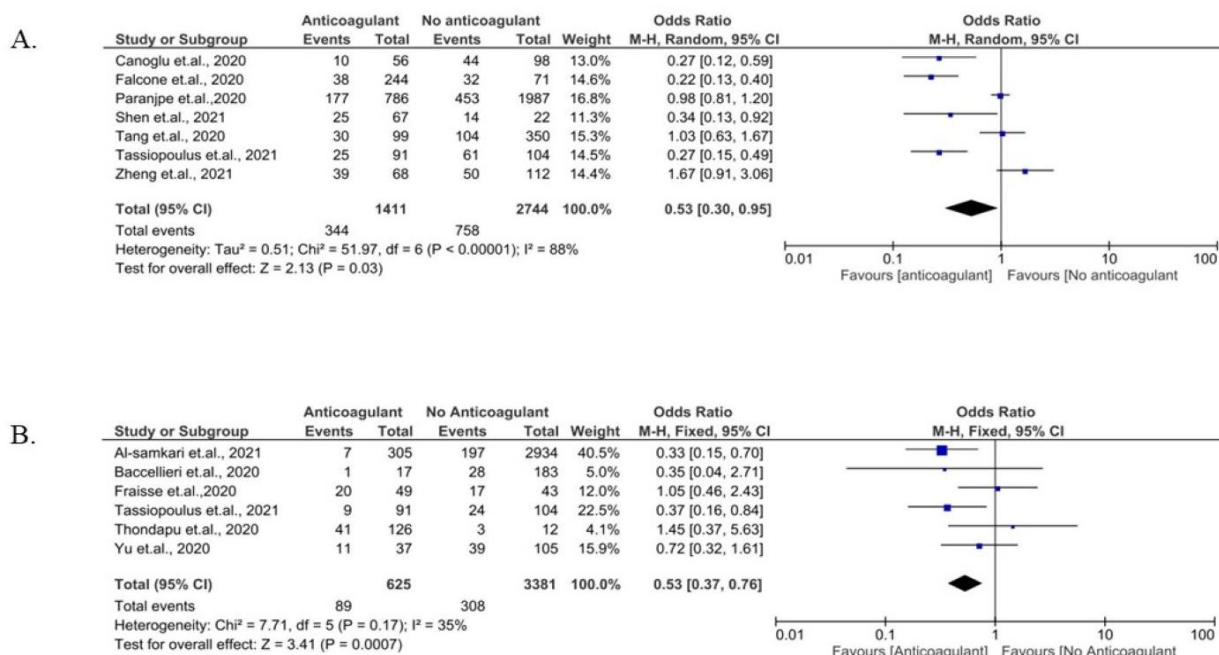 A.
Anticoagulant No anticoagulant Odds Ratio Odds Ratio
Study or Subgroup Events Total Events Total Weight M-H, Random, 95% CI M-H, Random, 95% CI
Canoglu et.al., 2020 10 56 44 98 13.0% 0.27 [0.12, 0.59]
Falcone et.al., 2020 38 244 32 71 14.6% 0.22 [0.13, 0.40]
Paranjpe et.al.,2020 177 786 453 1987 16.8% 0.98 [0.81, 1.20]
Shen et.al., 2021 25 67 14 22 11.3% 0.34 [0.13, 0.92]
Tang et.al., 2020 30 99 104 350 15.3% 1.03 [0.63, 1.67]
Tassiopoulus et.al., 2021 25 91 61 104 14.5% 0.27 [0.15, 0.49]
Zheng et.al., 2021 39 68 50 112 14.4% 1.67 [0.91, 3.06]
Total (95% CI) 1411 2744 100.0% 0.53 [0.30, 0.95]
Total events 344 758
Heterogeneity: Tau² = 0.51; Chi² = 51.97, df = 6 (P < 0.00001); I² = 88%
Test for overall effect: Z = 2.13 (P = 0.03)
0.01 0.1 1 10 100
Favours [anticoagulant] Favours [No anticoagulant
B.
Anticoagulant No Anticoagulant Odds Ratio Odds Ratio
Study or Subgroup Events Total Events Total Weight M-H, Fixed, 95% CI M-H, Fixed, 95% CI
Al-samkari et.al., 2021 7 305 197 2934 40.5% 0.33 [0.15, 0.70]
Baccellieri et.al., 2020 1 17 28 183 5.0% 0.35 [0.04, 2.71]
Fraisse et.al.,2020 20 49 17 43 12.0% 1.05 [0.46, 2.43]
Tassiopoulus et.al., 2021 9 91 24 104 22.5% 0.37 [0.16, 0.84]
Thondapu et.al., 2020 41 126 3 12 4.1% 1.45 [0.37, 5.63]
Yu et.al., 2020 11 37 39 105 15.9% 0.72 [0.32, 1.61]
Total (95% CI) 625 3381 100.0% 0.53 [0.37, 0.76]
Total events 89 308
Heterogeneity: Chi² = 7.71, df = 5 (P = 0.17); I² = 35%
Test for overall effect: Z = 3.41 (P = 0.0007)
0.01 0.1 1 10 100
Favours [Anticoagulant] Favours [No Anticoagulant